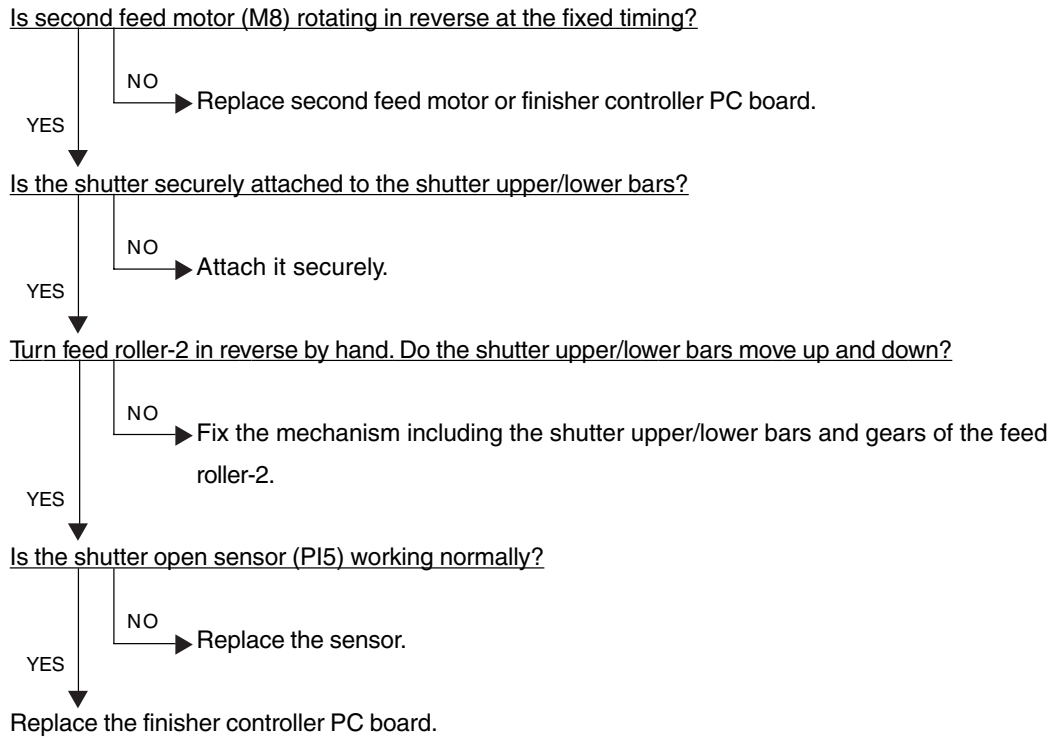 Is second feed motor (M8) rotating in reverse at the fixed timing?
NO
Replace second feed motor or finisher controller PC board.
YES
Is the shutter securely attached to the shutter upper/lower bars?
NO
Attach it securely.
YES
Turn feed roller-2 in reverse by hand. Do the shutter upper/lower bars move up and down?
NO
Fix the mechanism including the shutter upper/lower bars and gears of the feed
roller-2.
YES
Is the shutter open sensor (PI5) working normally?
NO
Replace the sensor.
YES
Replace the finisher controller PC board.